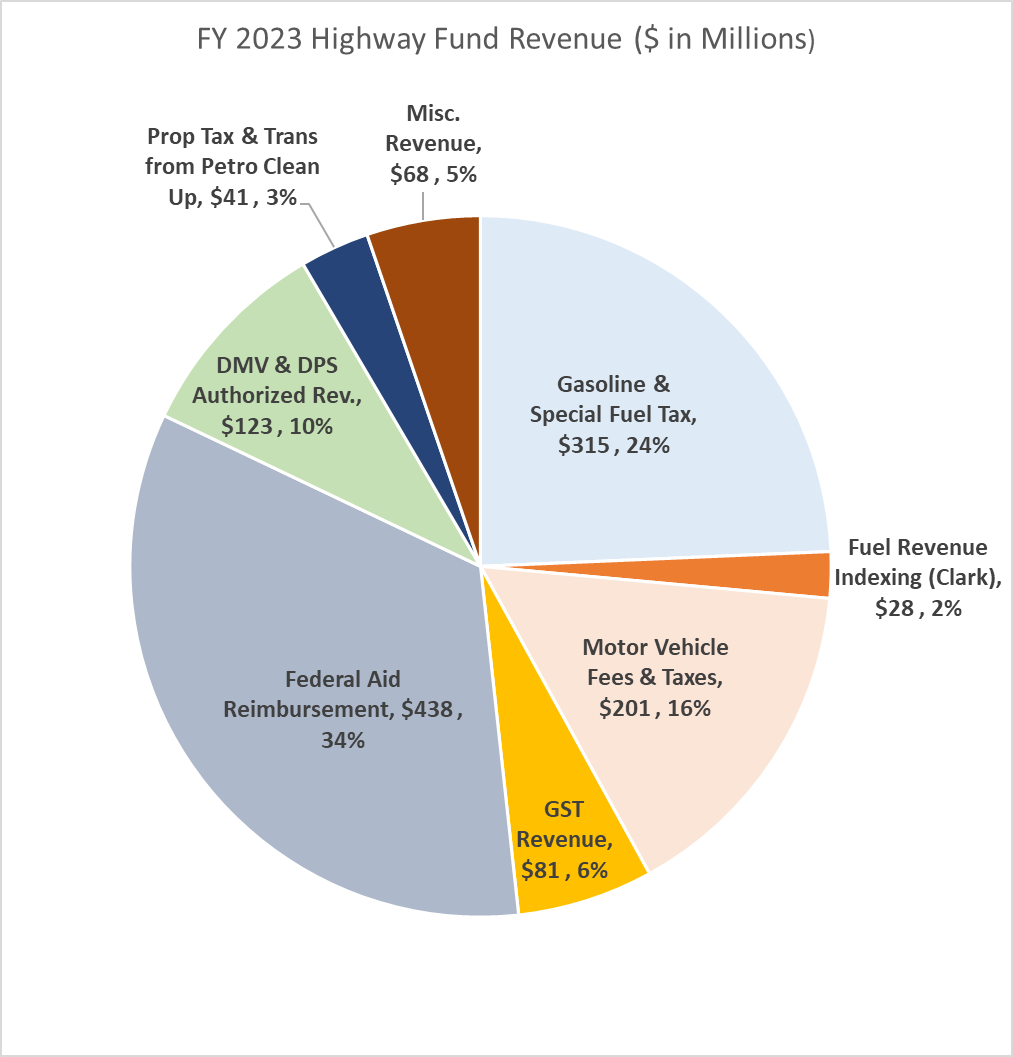 FY 2023 Highway Fund Revenue ($ in Millions)
Misc.
Revenue,
$68 , 5%
Prop Tax & Trans
from Petro Clean
Up, $41 , 3%
DMV & DPS
Authorized Rev.,
$123 , 10%
Gasoline &
Special Fuel Tax,
$315 , 24%
Fuel Revenue
Indexing (Clark),
$28 , 2%
Motor Vehicle
Fees & Taxes,
$201 , 16%
Federal Aid
Reimbursement, $438 ,
34%
GST
Revenue,
$81 , 6%